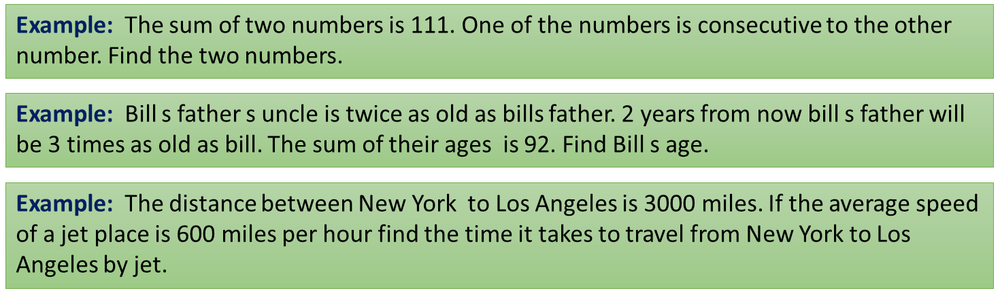 Example: The sum of two numbers is 111. One of the numbers is consecutive to the other
number. Find the two numbers.
Example: Bill s father s uncle is twice as old as bills father. 2 years from now bill s father will
be 3 times as old as bill. The sum of their ages is 92. Find Bill s age.
Example: The distance between New York to Los Angeles is 3000 miles. If the average speed
of a jet place is 600 miles per hour find the time it takes to travel from New York to Los
Angeles by jet.